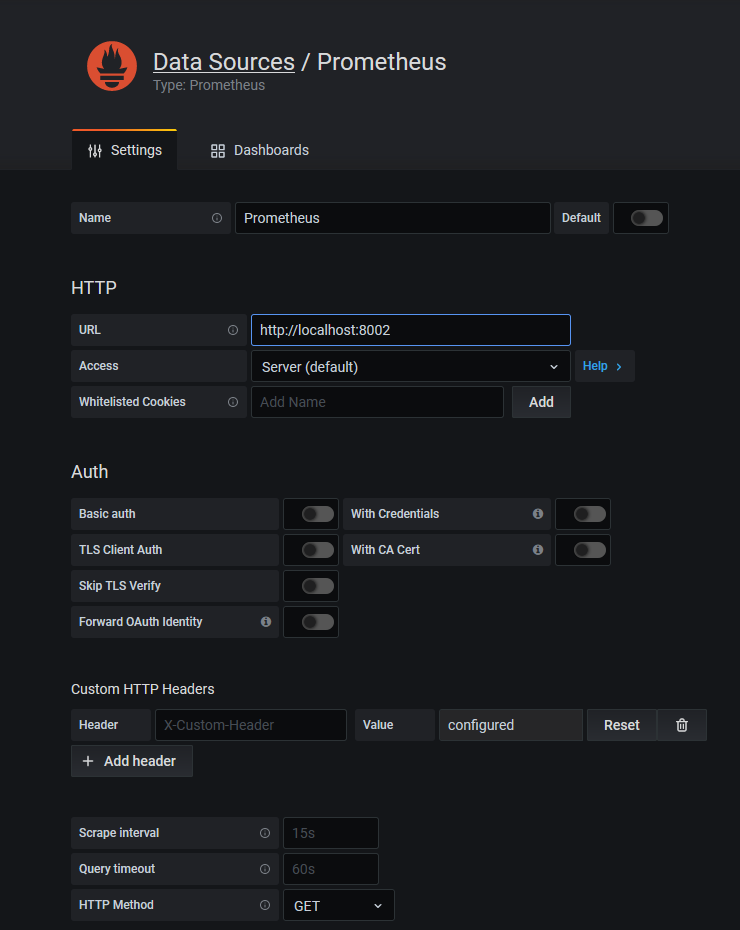 Data Sources / Prometheus
Type: Prometheus
Settings Dashboards
Name Prometheus Default
HTTP
URL http://localhost:8002
Access Server (default) Help
Whitelisted Cookies Add Name Add
Auth
Basic auth With Credentials
TLS Client Auth With CA Cert
Skip TLS Verify
Forward OAuth Identity
Custom HTTP Headers
Header X-Custom-Header Value configured Reset
+ Add header
Scrape interval 15s
Query timeout 60s
HTTP Method GET